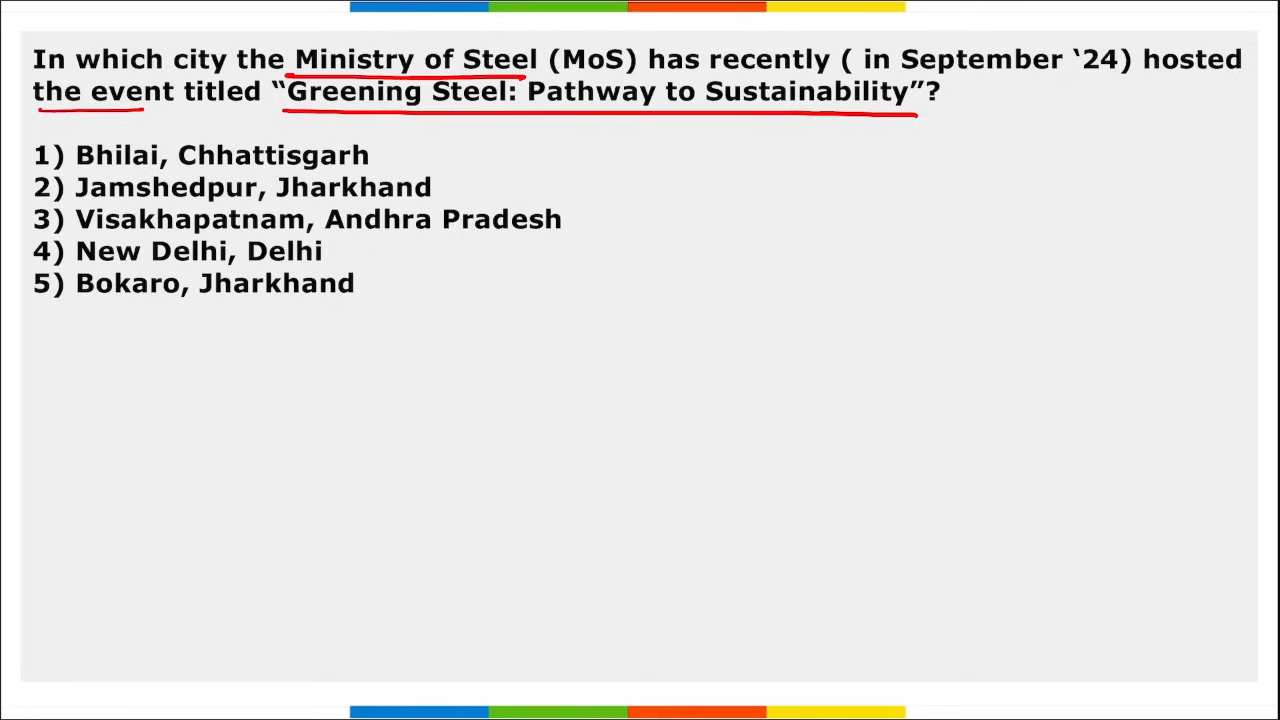 In which city the Ministry of Steel (MoS) has recently ( in September ‘24) hosted
the event titled “Greening Steel: Pathway to Sustainability”?
1) Bhilai, Chhattisgarh
2) Jamshedpur, Jharkhand
3) Visakhapatnam, Andhra Pradesh
4) New Delhi, Delhi
5) Bokaro, Jharkhand